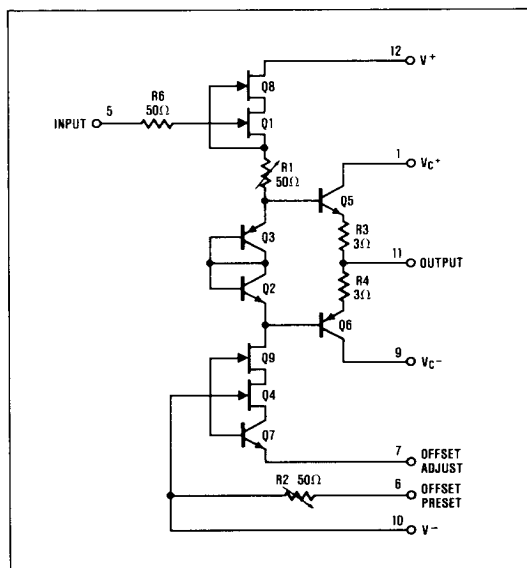 12
V+
Q8
R6
5
50Ω
INPUT
Q1
R1
50Ω
1
VC+
Q5
Q3
R3
3Ω
11
OUTPUT
R4
3Ω
Q2
Q6
9
VC−
Q9
Q4
Q7
7
OFFSET
ADJUST
R2 50Ω
6
OFFSET
PRESET
10
V−